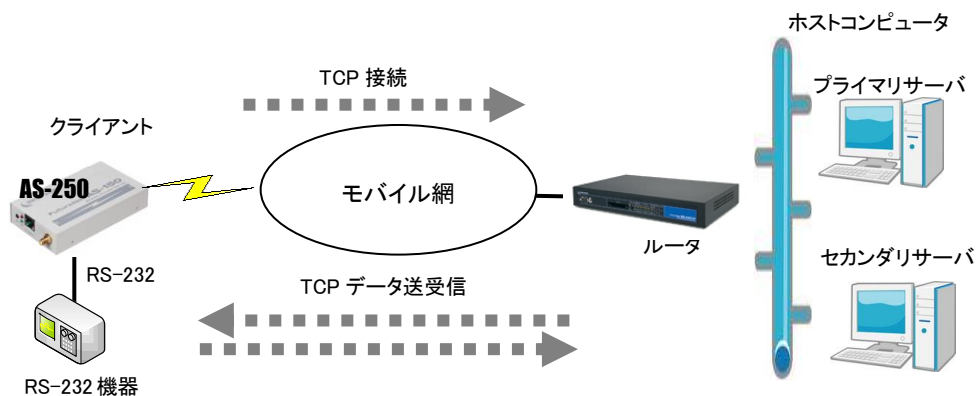 ホストコンピュータ
TCP 接続
プライマリサーバ
クライアント
AS-250
モバイル網
ルータ
RS-232
TCP データ送受信
セカンダリサーバ
RS-232 機器